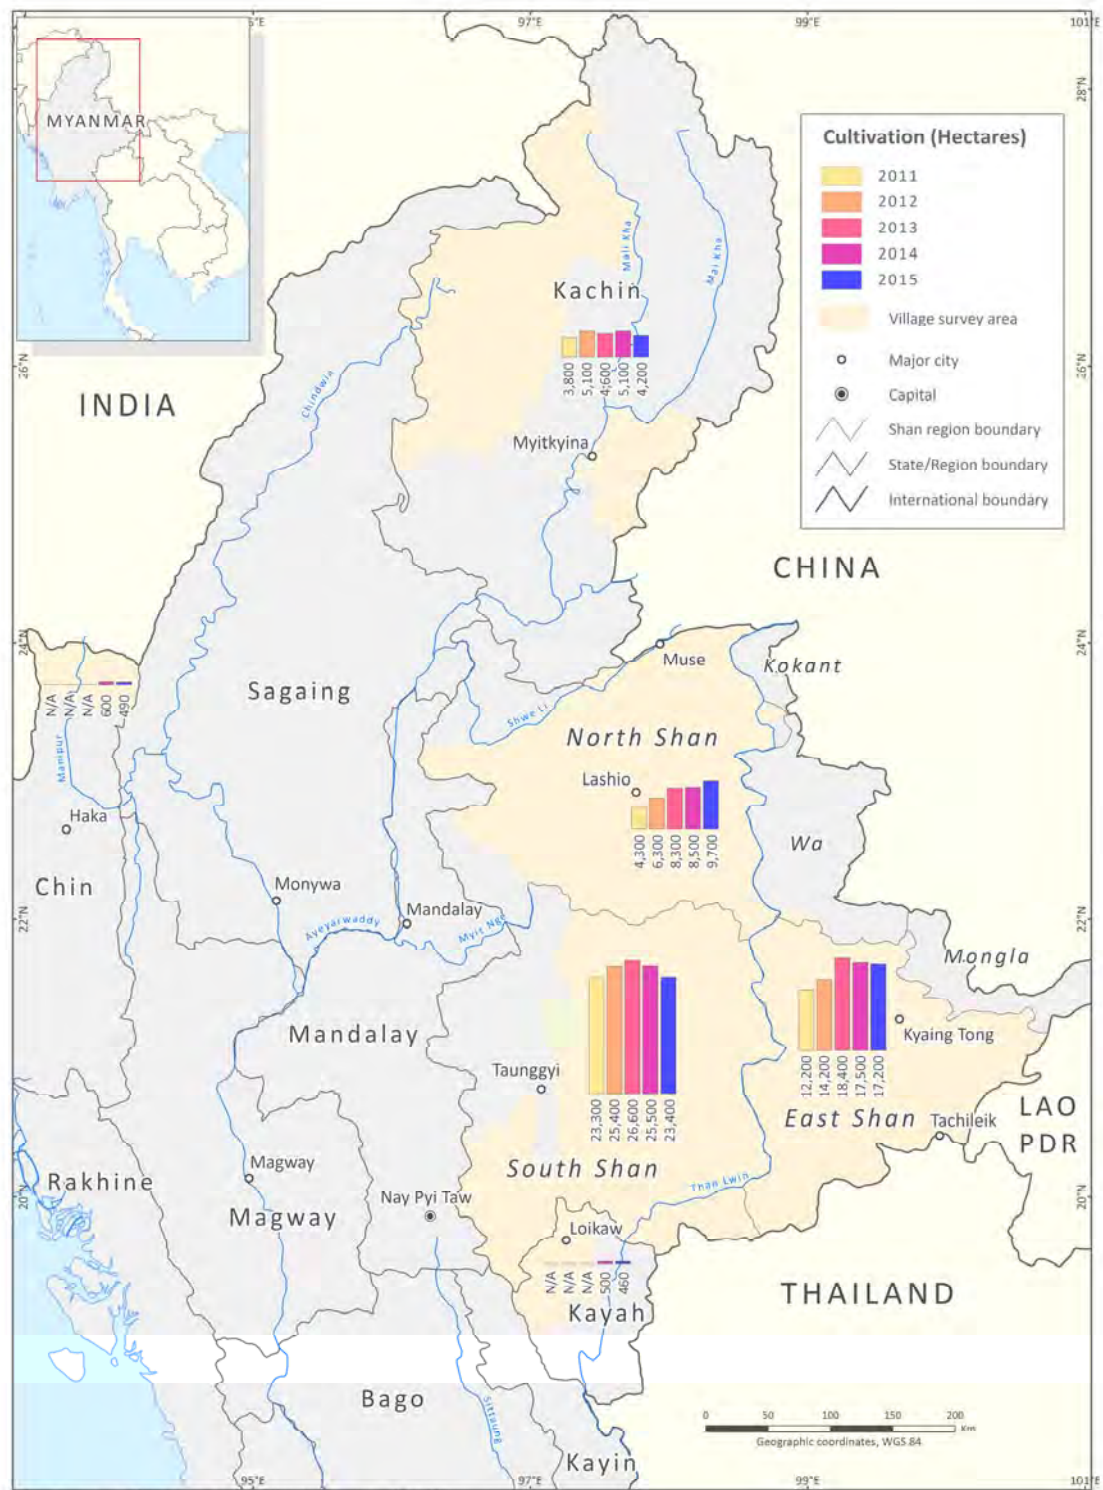 95°E
97°E
99°E
101°E
28°N
MYANMAR
Cultivation (Hectares)
2011
2012
2013
2014
2015
Village survey area
Major city
Capital
Shan region boundary
State/Region boundary
International boundary
Mali Kha
Mai Kha
Kachin
3,800
5,100
4,600
5,100
4,200
26°N
26°N
INDIA
Chindwin
Myitkyina
CHINA
24°N
24°N
Muse
Kokant
N/A
N/A
N/A
600
490
Sagaing
Shwe Li
North Shan
Manipur
Lashio
4,300
6,300
8,300
8,500
9,700
Haka
Wa
Chin
Monywa
Mandalay
Ayeyarwaddy
Myit Nge
22°N
22°N
Mongla
Mandalay
Taunggyi
23,300
25,400
26,600
25,500
23,400
12,200
14,200
18,400
17,500
17,200
Kyaing Tong
East Shan
Tachileik
LAO
PDR
Magway
South Shan
Rakhine
Than Lwin
20°N
20°N
Nay Pyi Taw
Magway
Loikaw
N/A
N/A
N/A
500
460
Kayah
THAILAND
Bago
Sittaung
Kayin
0 50 100 150 200
Km
Geographic coordinates, WGS 84
95°E
97°E
99°E
101°E